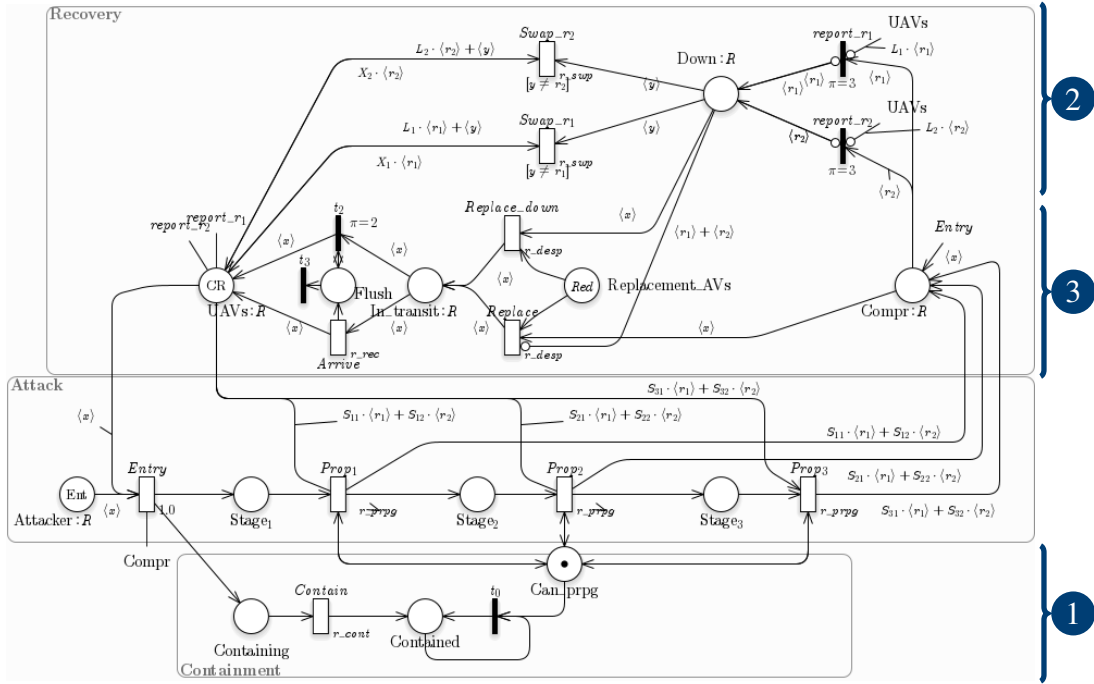 Recovery
UAVs
Swap_r₂
report_r₁
L₂·⟨r₂⟩+⟨y⟩
Down:R
L₁·⟨r₁⟩
X₂·⟨r₂⟩
⟨r₁⟩
⟨r₁⟩
⟨r₁⟩
[y ≠ r₂]
r_swp
⟨y⟩
π=3
2
UAVs
Swap_r₁
report_r₂
L₁·⟨r₁⟩+⟨y⟩
⟨y⟩
⟨r₂⟩
L₂·⟨r₂⟩
X₁·⟨r₁⟩
[y ≠ r₁]
r_swp
π=3
⟨r₂⟩
report_r₁
report_r₂
t₂
π=2
Replace_down
⟨x⟩
⟨r₁⟩+⟨r₂⟩
Entry
⟨x⟩
⟨x⟩
r_desp
⟨x⟩
t₃
⟨x⟩
CR
Flush
Red
Replacement_AVs
3
UAVs:R
In_transit:R
Replace
Compr:R
⟨x⟩
⟨x⟩
⟨x⟩
⟨x⟩
r_rec
r_desp
Arrive
Attack
S₃₁·⟨r₁⟩+S₃₂·⟨r₂⟩
⟨x⟩
S₁₁·⟨r₁⟩+S₁₂·⟨r₂⟩
S₂₁·⟨r₁⟩+S₂₂·⟨r₂⟩
S₁₁·⟨r₁⟩+S₁₂·⟨r₂⟩
Entry
Prop₁
Prop₂
Prop₃
S₂₁·⟨r₁⟩+S₂₂·⟨r₂⟩
Ent
⟨x⟩
1.0
r_prpg
r_prpg
r_prpg
S₃₁·⟨r₁⟩+S₃₂·⟨r₂⟩
Attacker:R
Stage₁
Stage₂
Stage₃
Compr
Can_prpg
Contain
t₀
1
r_cont
Containing
Contained
Containment